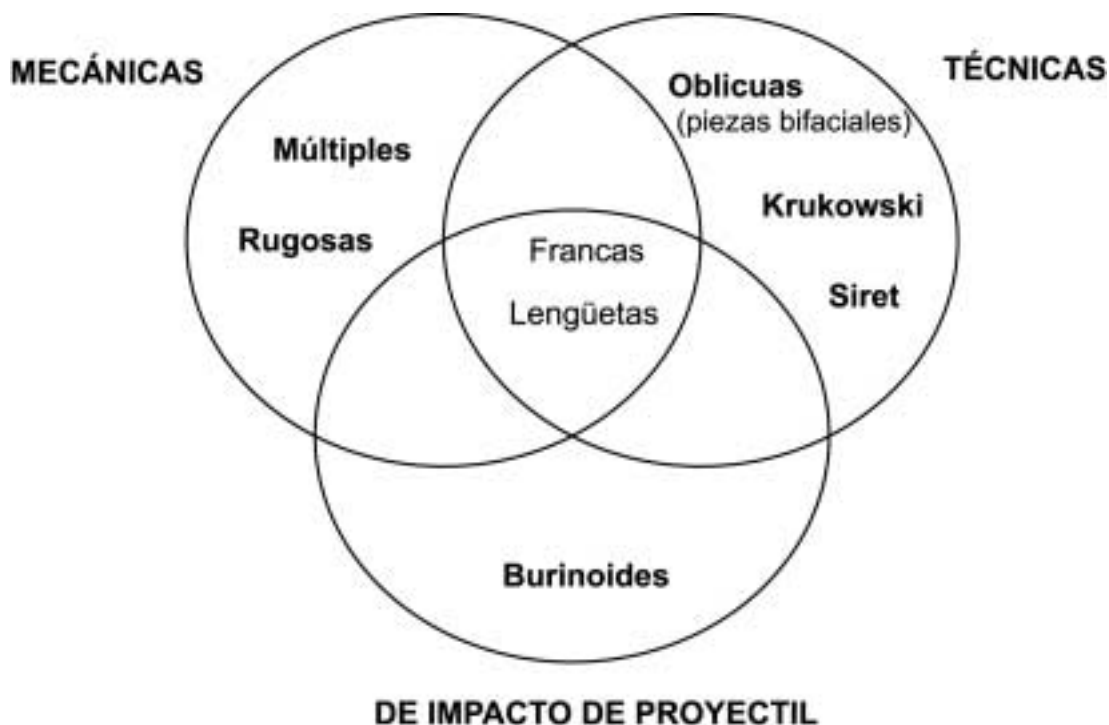 MECÁNICAS
TÉCNICAS
Oblicuas
(piezas bifaciales)
Múltiples
Krukowski
Rugosas
Francas
Siret
Lengüetas
Burinoides
DE IMPACTO DE PROYECTIL